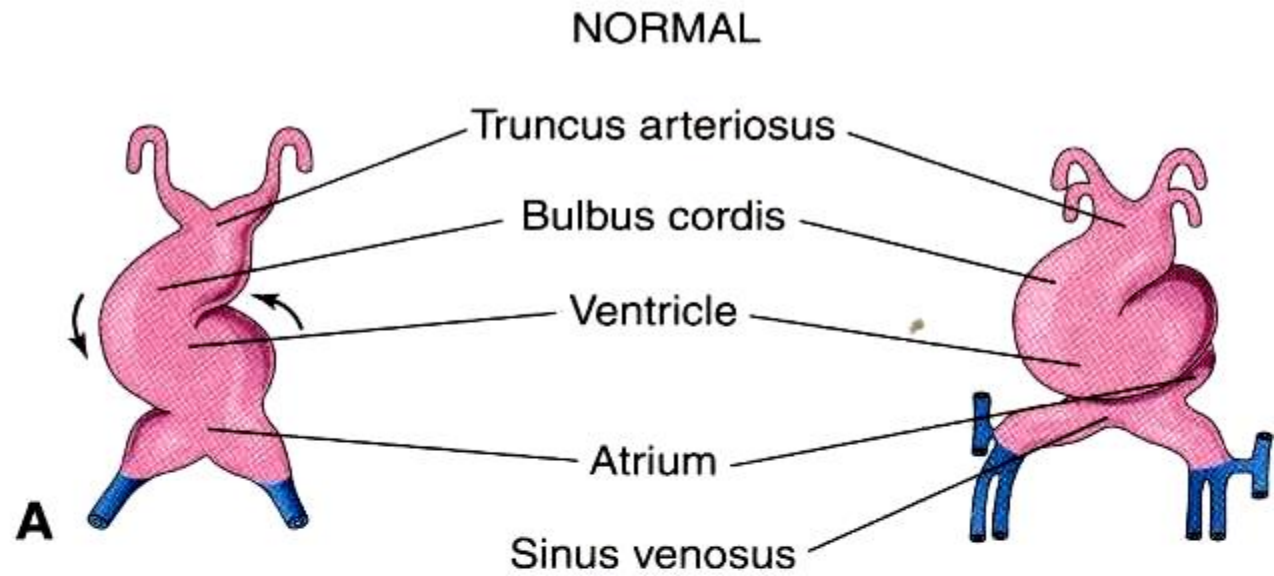 NORMAL
Truncus arteriosus
Bulbus cordis
Ventricle
Atrium
A
Sinus venosus